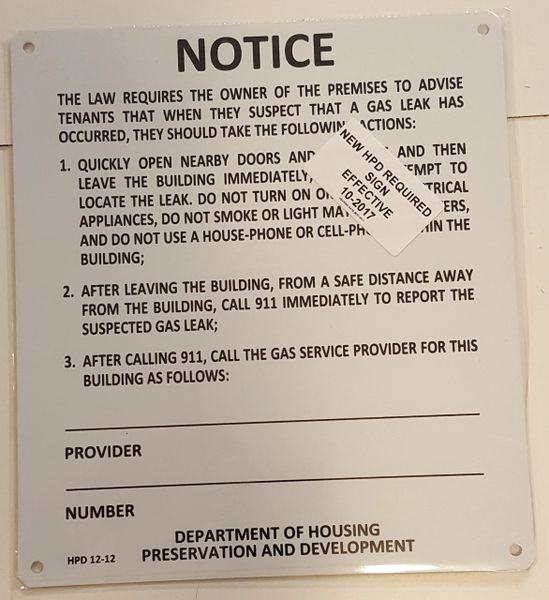 NOTICE
THE LAW REQUIRES THE OWNER OF THE PREMISES TO ADVISE
TENANTS THAT WHEN THEY SUSPECT THAT A GAS LEAK HAS
OCCURRED, THEY SHOULD TAKE THE FOLLOWIN ACTIONS:
1. QUICKLY OPEN NEARBY DOORS AND AND THEN
LEAVE THE BUILDING IMMEDIATELY, EMPT TO
LOCATE THE LEAK. DO NOT TURN ON O TRICAL
APPLIANCES, DO NOT SMOKE OR LIGHT MA ERS,
AND DO NOT USE A HOUSE-PHONE OR CELL-PH HIN THE
BUILDING;
NEW HPD REQUIRED
SIGN
EFFECTIVE
10-2017
2. AFTER LEAVING THE BUILDING, FROM A SAFE DISTANCE AWAY
FROM THE BUILDING, CALL 911 IMMEDIATELY TO REPORT THE
SUSPECTED GAS LEAK;
3. AFTER CALLING 911, CALL THE GAS SERVICE PROVIDER FOR THIS
BUILDING AS FOLLOWS:
PROVIDER
NUMBER
DEPARTMENT OF HOUSING
PRESERVATION AND DEVELOPMENT
HPD 12-12